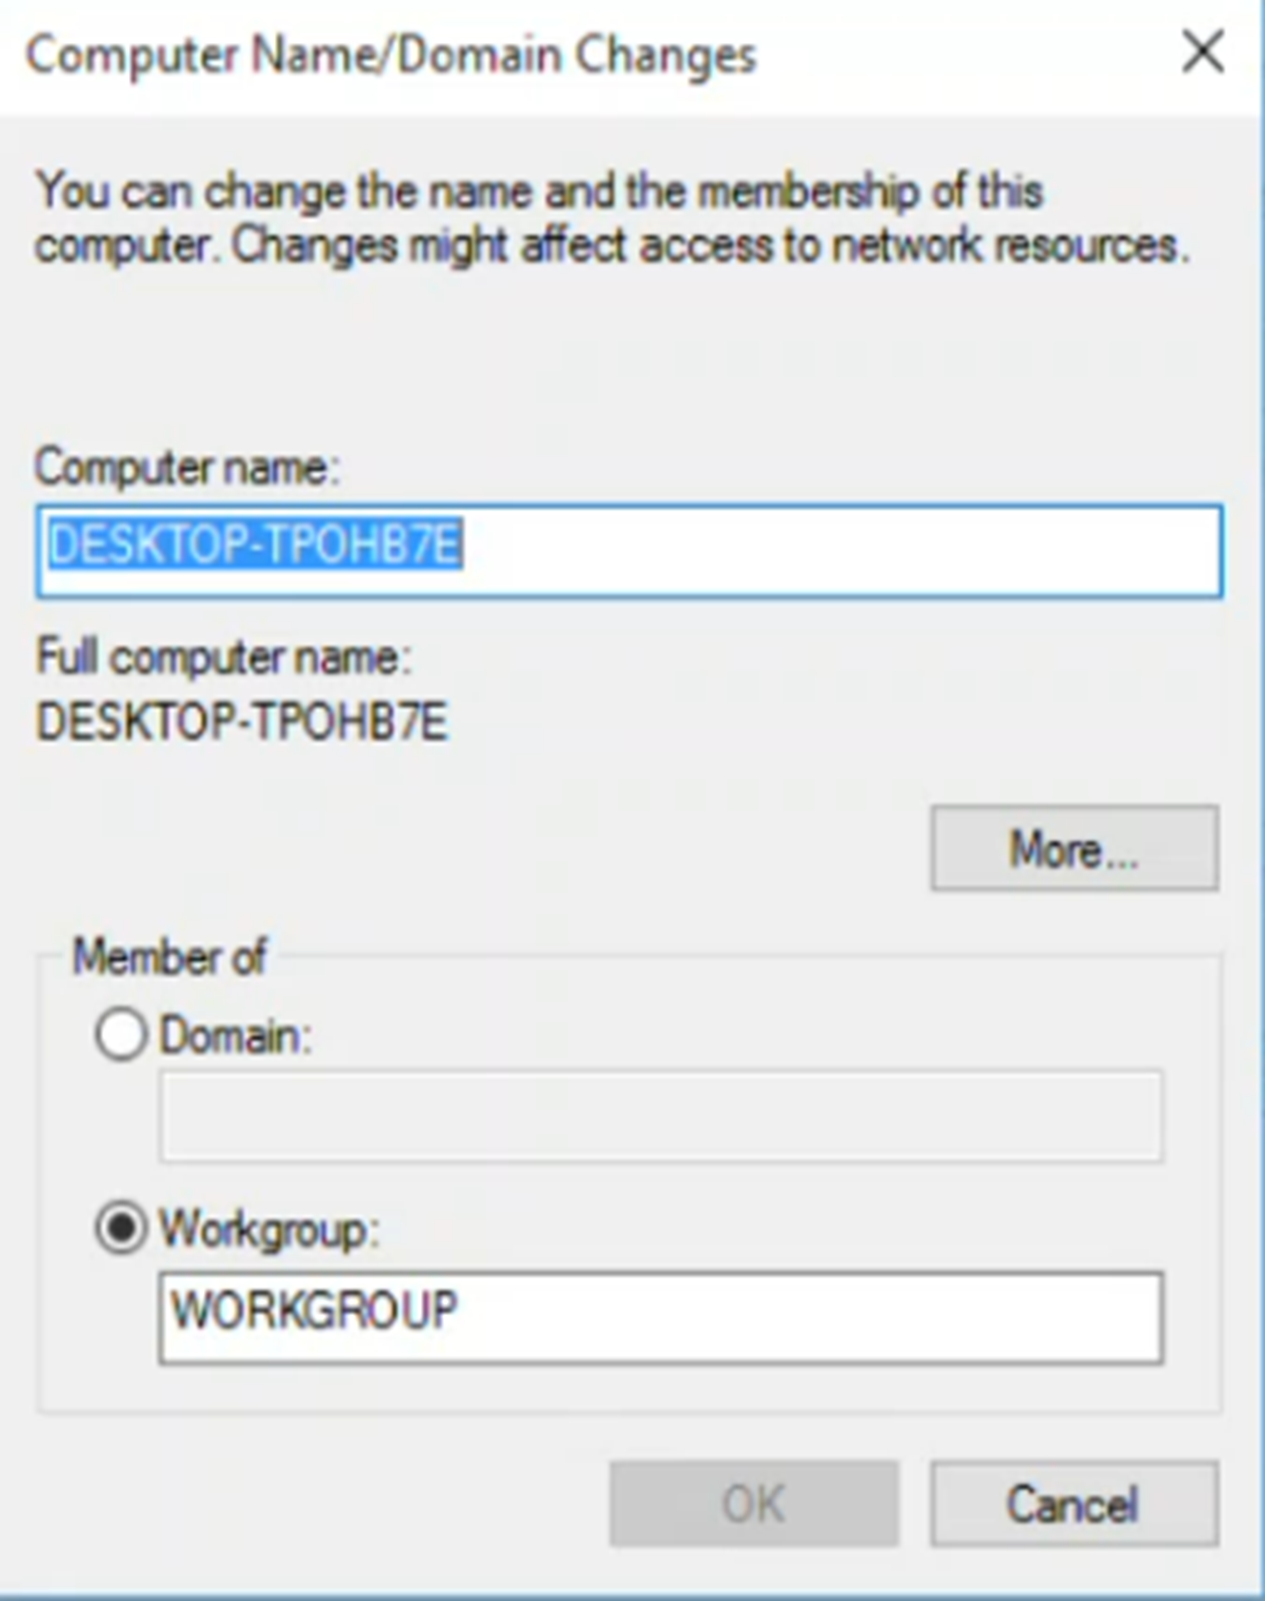 Computer Name/Domain Changes
You can change the name and the membership of this
computer. Changes might affect access to network resources.
Computer name:
DESKTOP-TPOHB7E
Full computer name:
DESKTOP-TPOHB7E
More...
Member of
Domain:
Workgroup:
WORKGROUP
OK
Cancel